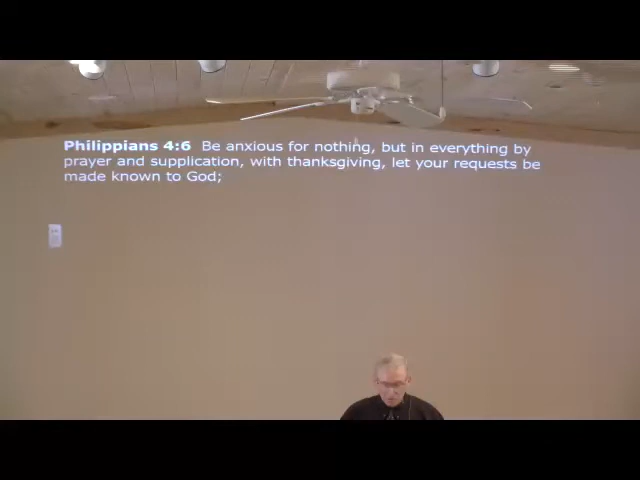 Philippians 4:6 Be anxious for nothing, but in everything by
prayer and supplication, with thanksgiving, let your requests be
made known to God;